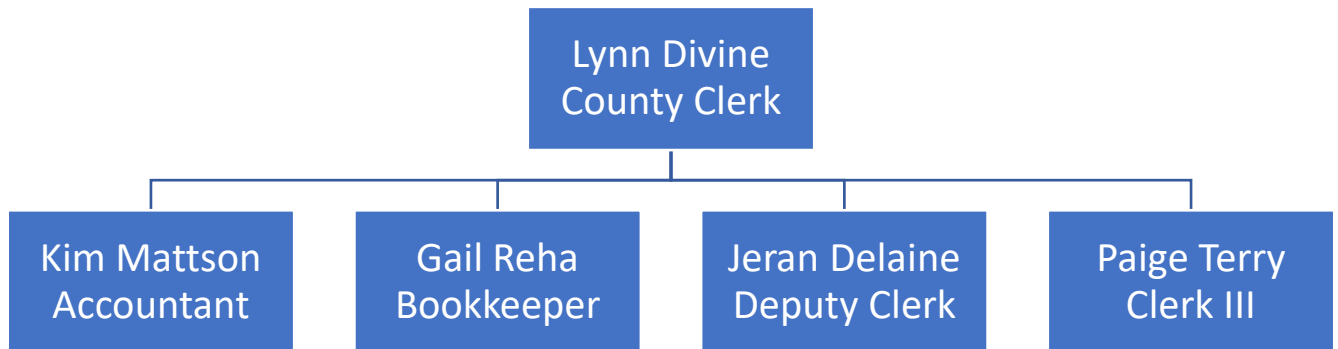 Lynn Divine
County Clerk
Kim Mattson
Accountant
Gail Reha
Bookkeeper
Jeran Delaine
Deputy Clerk
Paige Terry
Clerk III